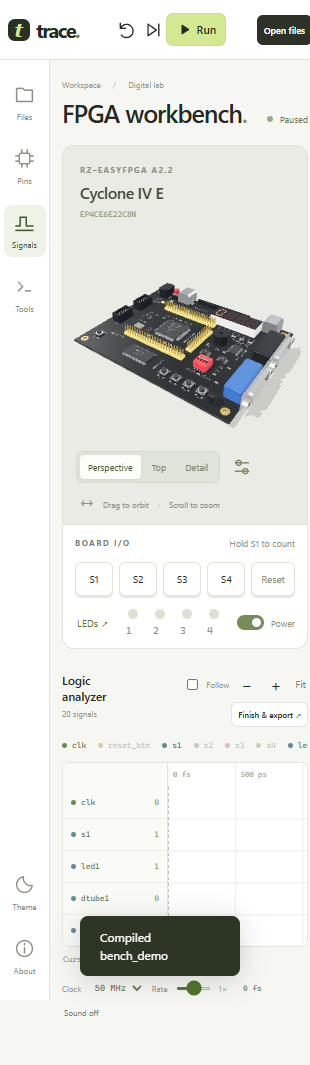 trace.
Run
Open files
Files
Pins
Signals
Tools
Theme
About
Workspace / Digital lab
FPGA workbench.
Paused
RZ-EASYFPGA A2.2
Cyclone IV E
EP4CE6E22C8N
Perspective Top Detail
Drag to orbit · Scroll to zoom
BOARD I/O Hold S1 to count
S1 S2 S3 S4 Reset
LEDs ↗ 1 2 3 4 Power
Logic
analyzer
20 signals
Follow − + Fit
Finish & export ↗
clk reset_btn s1 s2 s3 s4 le
0 fs 500 ps
clk 0
s1 1
led1 1
dtube1 0
Compiled
bench_demo
Curs
Clock 50 MHz Rate 1× 0 fs
Sound off